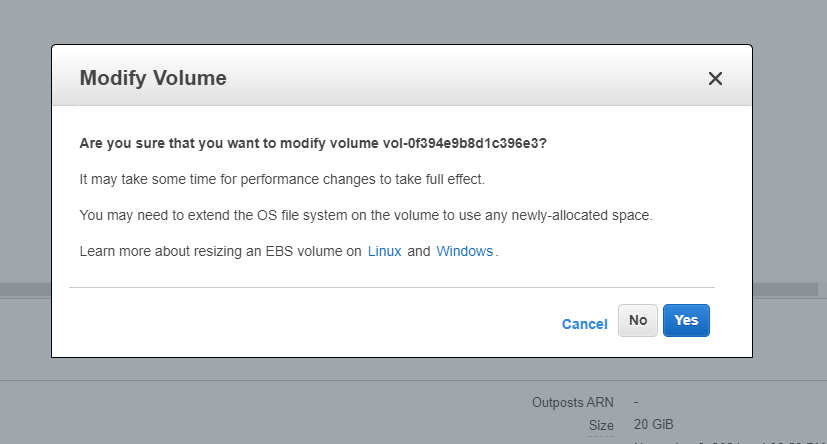 Modify Volume
Are you sure that you want to modify volume vol-0f394e9b8d1c396e3?
It may take some time for performance changes to take full effect.
You may need to extend the OS file system on the volume to use any newly-allocated space.
Learn more about resizing an EBS volume on Linux and Windows.
Cancel No Yes
Outposts ARN -
Size 20 GiB